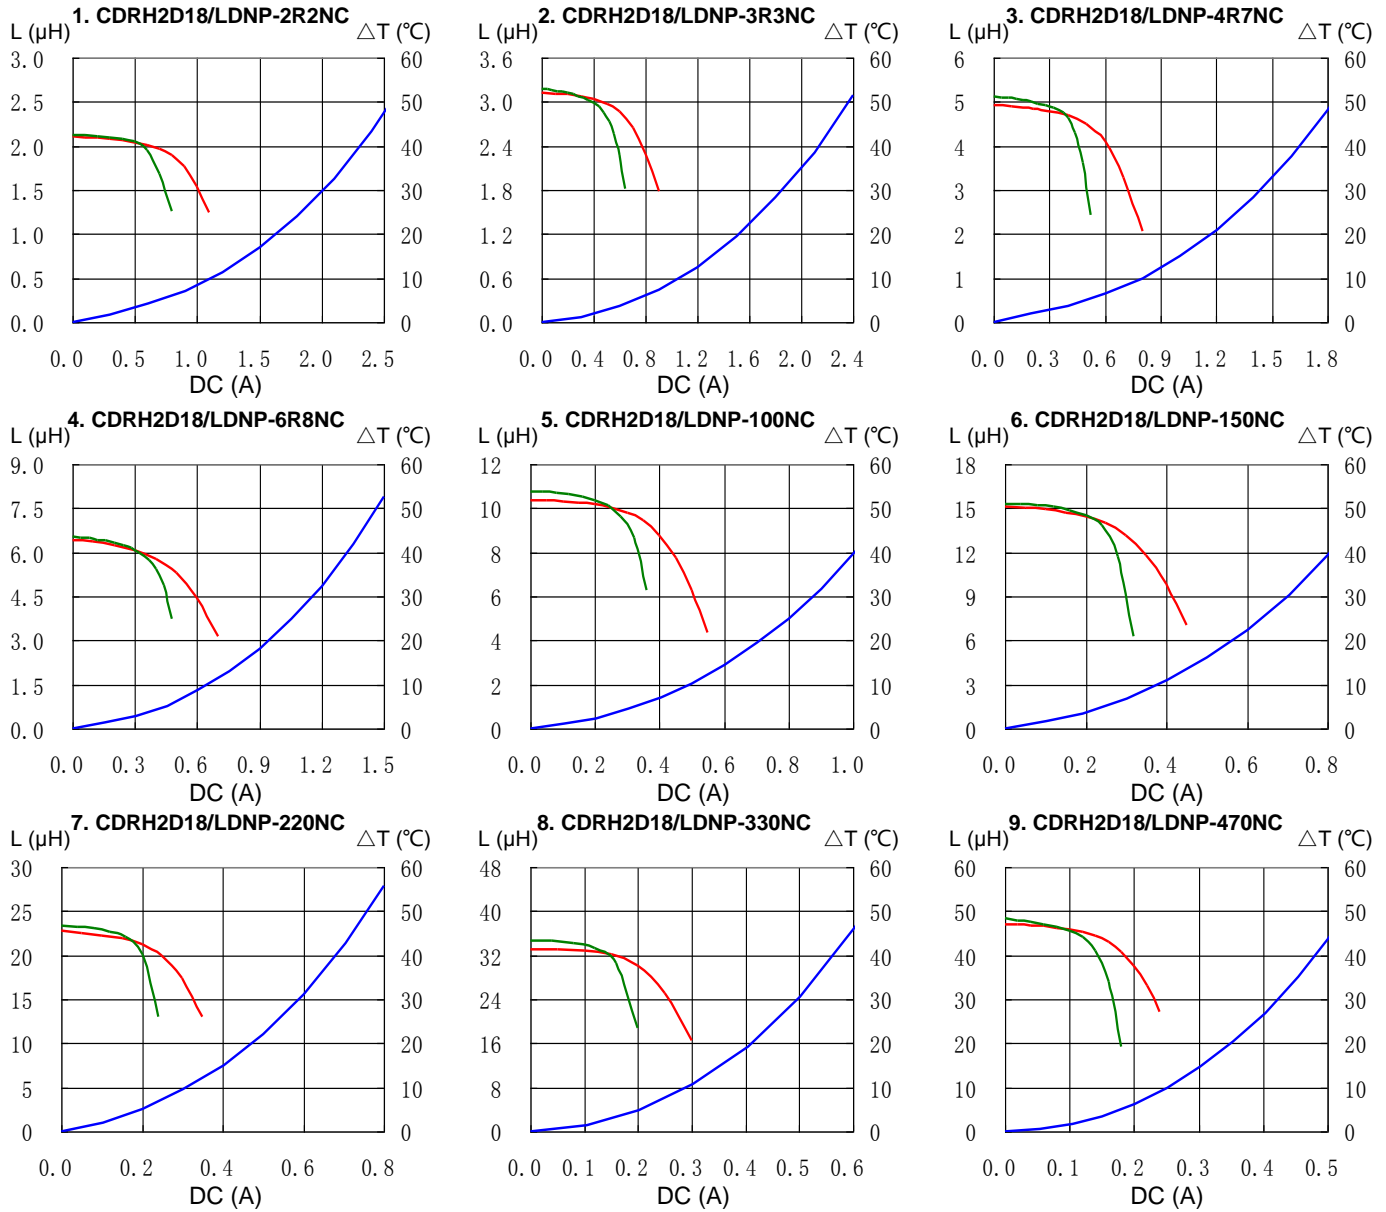 1. CDRH2D18/LDNP-2R2NC
L (µH) △T (℃)
3.0 60
2.5 50
2.0 40
1.5 30
1.0 20
0.5 10
0.0 0
0.0 0.5 1.0 1.5 2.0 2.5
DC (A)
2. CDRH2D18/LDNP-3R3NC
L (µH) △T (℃)
3.6 60
3.0 50
2.4 40
1.8 30
1.2 20
0.6 10
0.0 0
0.0 0.4 0.8 1.2 1.6 2.0 2.4
DC (A)
3. CDRH2D18/LDNP-4R7NC
L (µH) △T (℃)
6 60
5 50
4 40
3 30
2 20
1 10
0 0
0.0 0.3 0.6 0.9 1.2 1.5 1.8
DC (A)
4. CDRH2D18/LDNP-6R8NC
L (µH) △T (℃)
9.0 60
7.5 50
6.0 40
4.5 30
3.0 20
1.5 10
0.0 0
0.0 0.3 0.6 0.9 1.2 1.5
DC (A)
5. CDRH2D18/LDNP-100NC
L (µH) △T (℃)
12 60
10 50
8 40
6 30
4 20
2 10
0 0
0.0 0.2 0.4 0.6 0.8 1.0
DC (A)
6. CDRH2D18/LDNP-150NC
L (µH) △T (℃)
18 60
15 50
12 40
9 30
6 20
3 10
0 0
0.0 0.2 0.4 0.6 0.8
DC (A)
7. CDRH2D18/LDNP-220NC
L (µH) △T (℃)
30 60
25 50
20 40
15 30
10 20
5 10
0 0
0.0 0.2 0.4 0.6 0.8
DC (A)
8. CDRH2D18/LDNP-330NC
L (µH) △T (℃)
48 60
40 50
32 40
24 30
16 20
8 10
0 0
0.0 0.1 0.2 0.3 0.4 0.5 0.6
DC (A)
9. CDRH2D18/LDNP-470NC
L (µH) △T (℃)
60 60
50 50
40 40
30 30
20 20
10 10
0 0
0.0 0.1 0.2 0.3 0.4 0.5
DC (A)